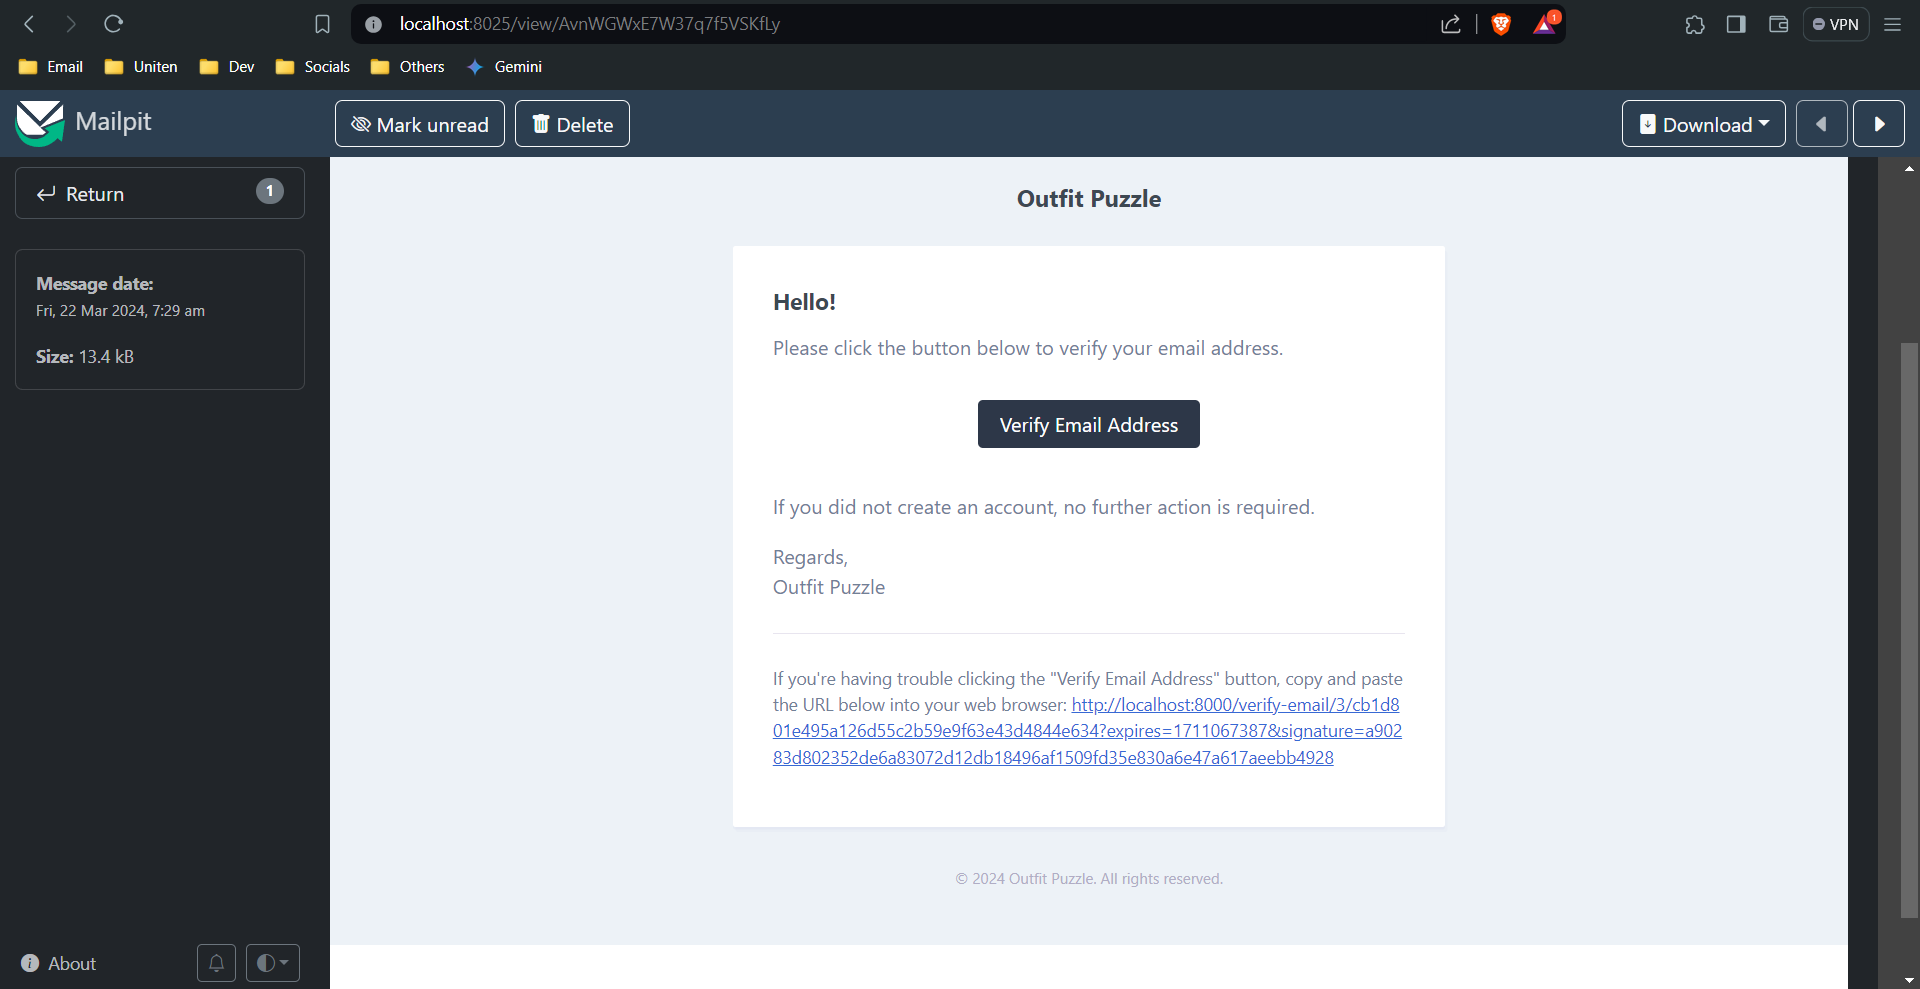 localhost:8025/view/AvnWGWxE7W37q7f5VSKfLy
1
VPN
Email
Uniten
Dev
Socials
Others
Gemini
Mailpit
Mark unread
Delete
Download
Return
1
Message date:
Fri, 22 Mar 2024, 7:29 am
Size: 13.4 kB
Outfit Puzzle
Hello!
Please click the button below to verify your email address.
Verify Email Address
If you did not create an account, no further action is required.
Regards,
Outfit Puzzle
If you're having trouble clicking the "Verify Email Address" button, copy and paste
the URL below into your web browser: http://localhost:8000/verify-email/3/cb1d8
01e495a126d55c2b59e9f63e43d4844e634?expires=1711067387&signature=a902
83d802352de6a83072d12db18496af1509fd35e830a6e47a617aeebb4928
© 2024 Outfit Puzzle. All rights reserved.
About